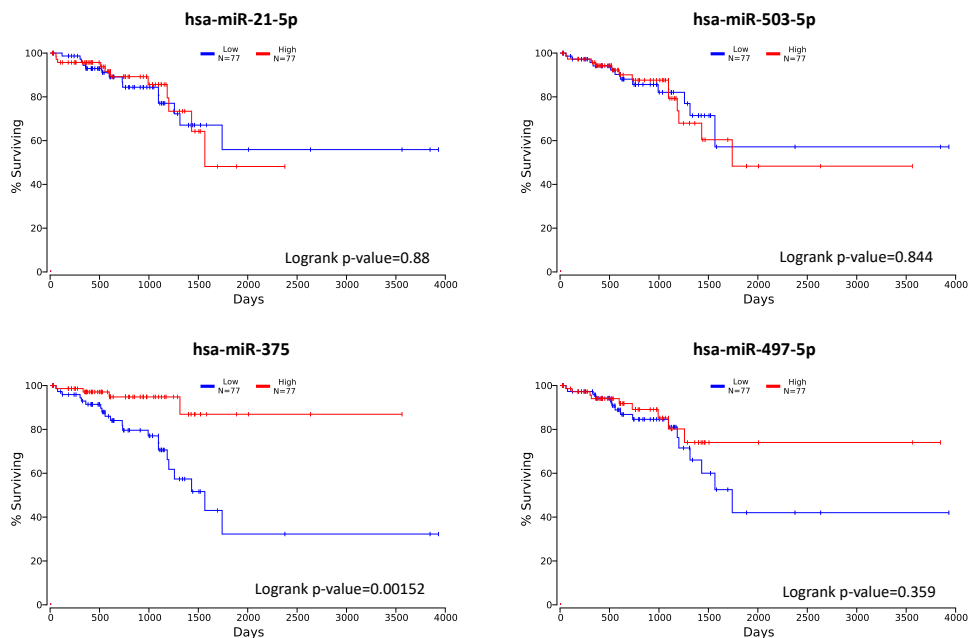 hsa-miR-21-5p
Low
N=77
High
N=77
100
80
60
40
20
0
% Surviving
Logrank p-value=0.88
0 500 1000 1500 2000 2500 3000 3500 4000
Days
hsa-miR-503-5p
Low
N=77
High
N=77
100
80
60
40
20
0
% Surviving
Logrank p-value=0.844
0 500 1000 1500 2000 2500 3000 3500 4000
Days
hsa-miR-375
Low
N=77
High
N=77
100
80
60
40
20
0
% Surviving
Logrank p-value=0.00152
0 500 1000 1500 2000 2500 3000 3500 4000
Days
hsa-miR-497-5p
Low
N=77
High
N=77
100
80
60
40
20
0
% Surviving
Logrank p-value=0.359
0 500 1000 1500 2000 2500 3000 3500 4000
Days